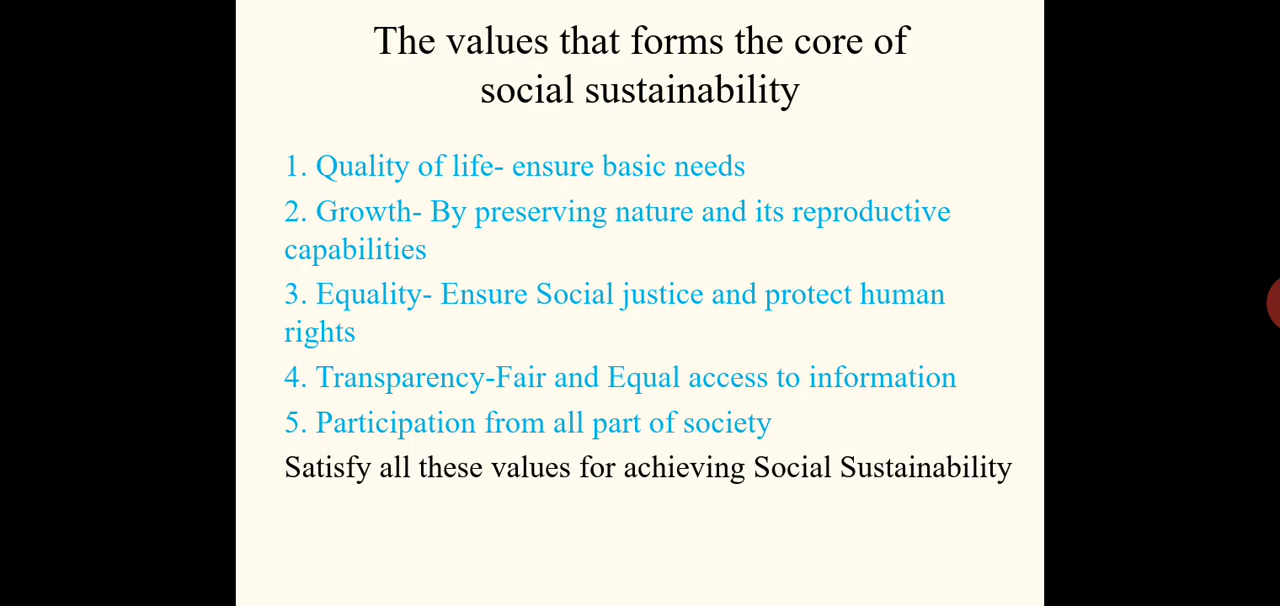 The values that forms the core of
social sustainability
1. Quality of life- ensure basic needs
2. Growth- By preserving nature and its reproductive
capabilities
3. Equality- Ensure Social justice and protect human
rights
4. Transparency-Fair and Equal access to information
5. Participation from all part of society
Satisfy all these values for achieving Social Sustainability